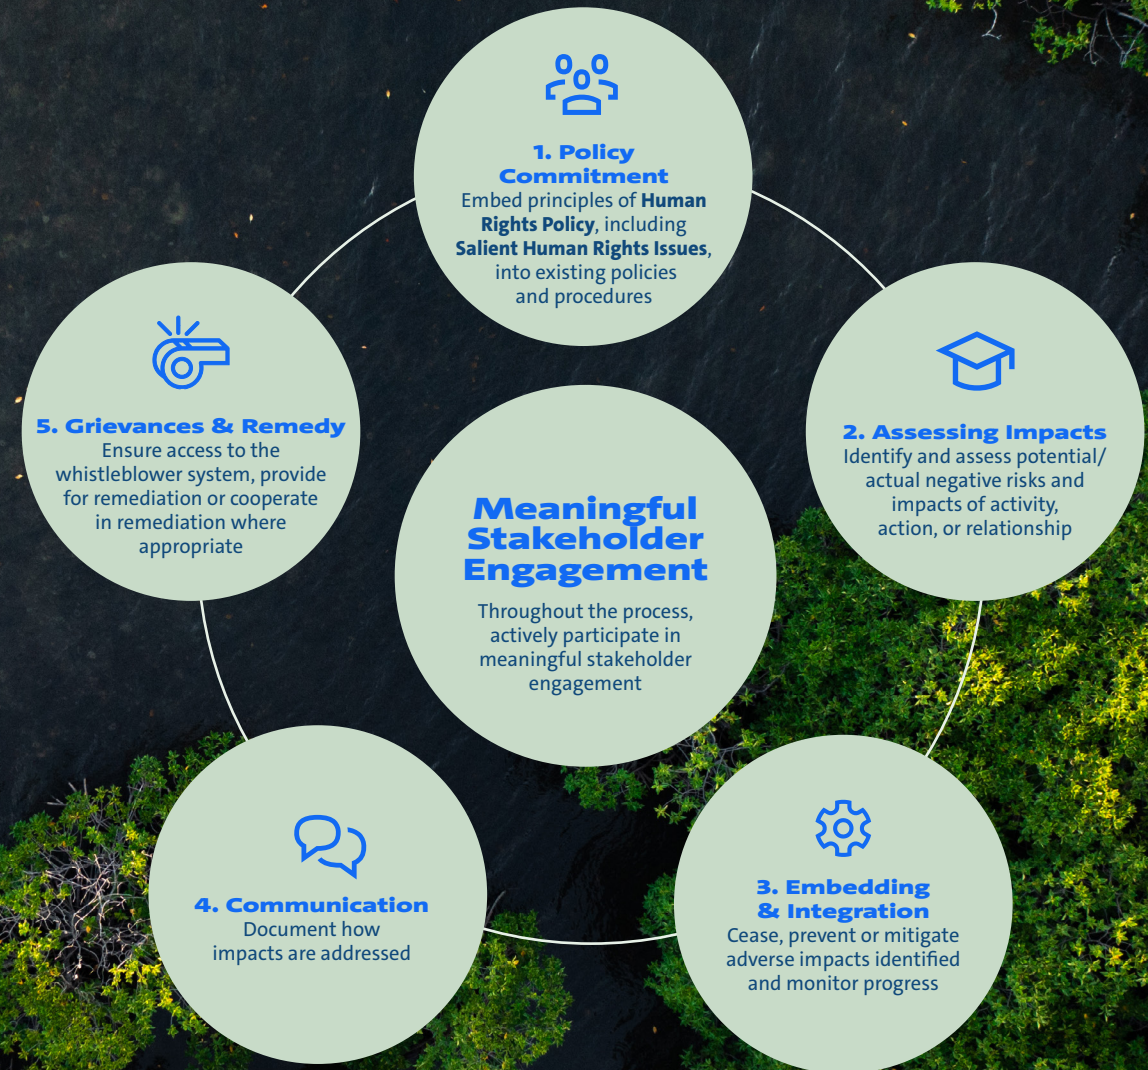 1. Policy
Commitment
Embed principles of Human
Rights Policy, including
Salient Human Rights Issues,
into existing policies
and procedures
2. Assessing Impacts
Identify and assess potential/
actual negative risks and
impacts of activity,
action, or relationship
3. Embedding
& Integration
Cease, prevent or mitigate
adverse impacts identified
and monitor progress
4. Communication
Document how
impacts are addressed
5. Grievances & Remedy
Ensure access to the
whistleblower system, provide
for remediation or cooperate
in remediation where
appropriate
Meaningful
Stakeholder
Engagement
Throughout the process,
actively participate in
meaningful stakeholder
engagement